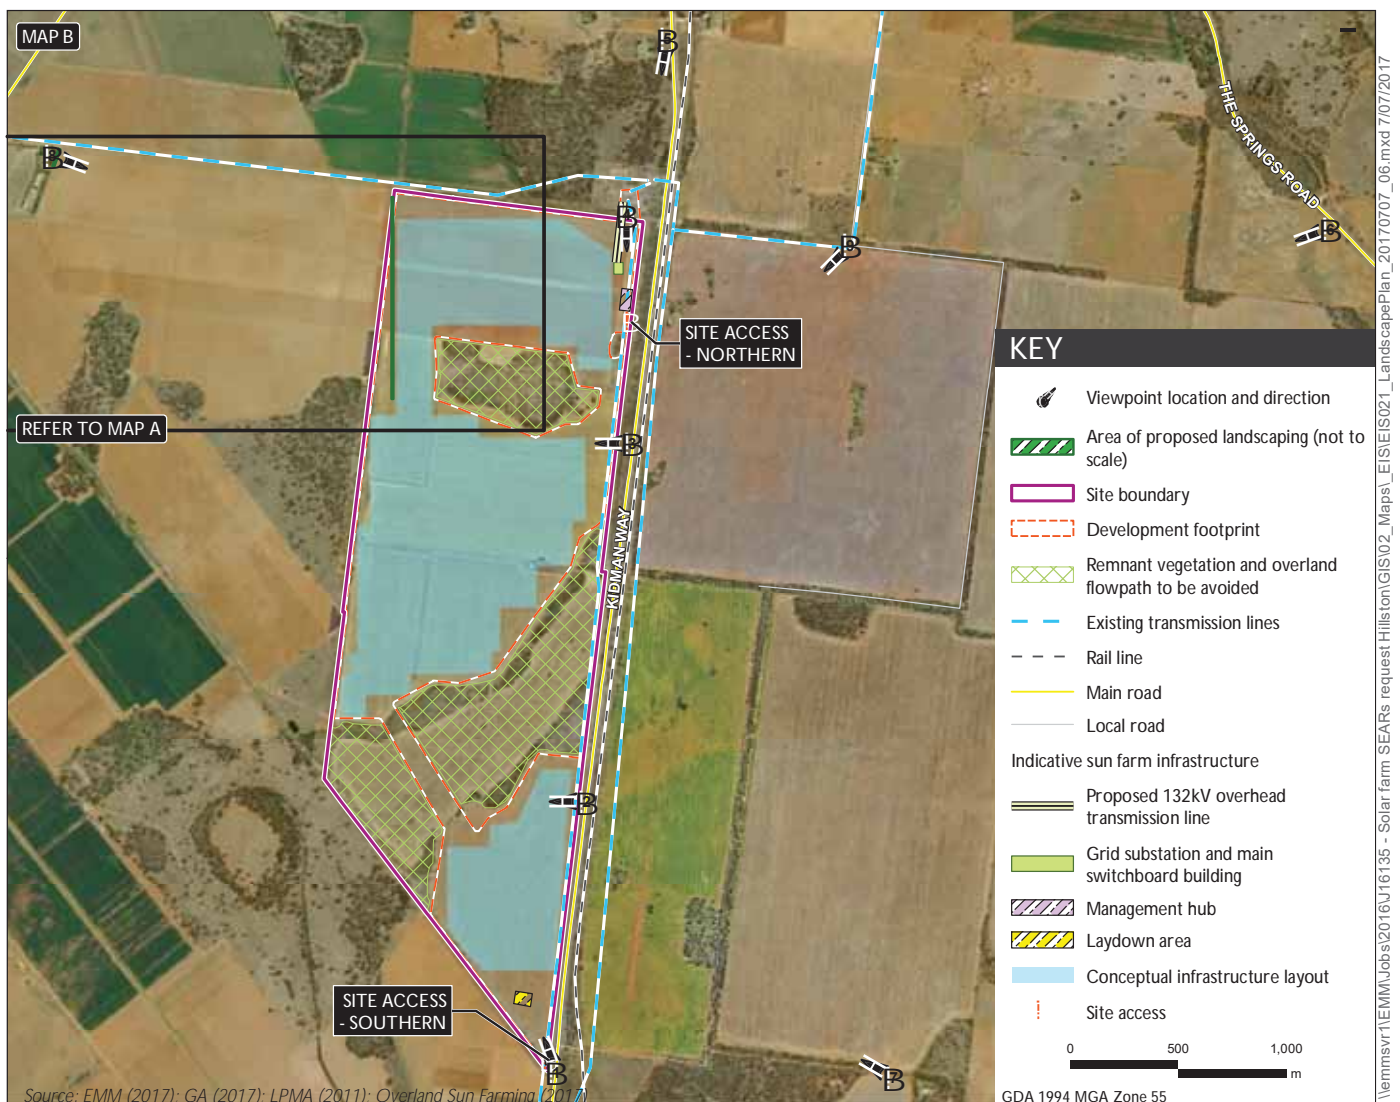 MAP B
THE SPRINGS ROAD
SITE ACCESS
- NORTHERN
REFER TO MAP A
KIDMAN WAY
SITE ACCESS
- SOUTHERN
B
B
B
B
B
B
B
B
B
KEY
Viewpoint location and direction
Area of proposed landscaping (not to
scale)
Site boundary
Development footprint
Remnant vegetation and overland
flowpath to be avoided
Existing transmission lines
Rail line
Main road
Local road
Indicative sun farm infrastructure
Proposed 132kV overhead
transmission line
Grid substation and main
switchboard building
Management hub
Laydown area
Conceptual infrastructure layout
Site access
0 500 1,000
m
GDA 1994 MGA Zone 55
Source: EMM (2017); GA (2017); LPMA (2011); Overland Sun Farming (2017)
\\emmsvr1\EMM\Jobs\2016\J16135 - Solar farm SEARs request Hillston\GIS\02_Maps\_EIS\EIS021_LandscapePlan_20170707_06.mxd 7/07/2017